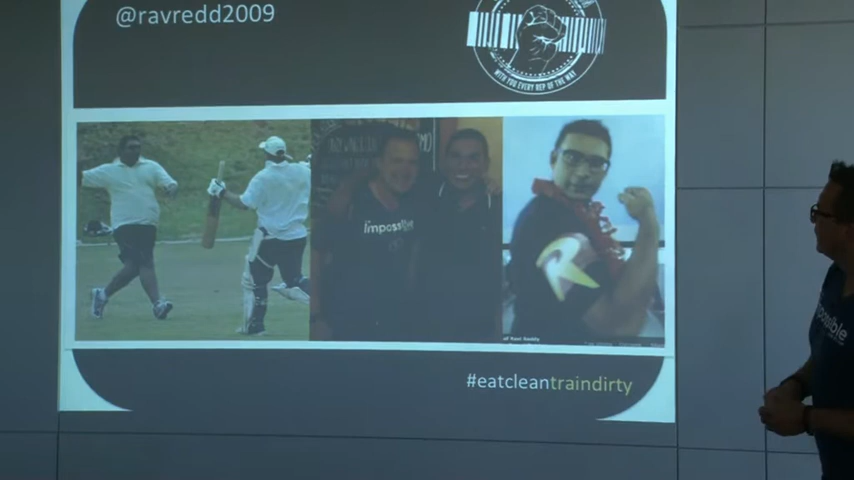 @ravredd2009
WITH YOU EVERY REP OF THE WAY
impossible
#eatcleantraindirty